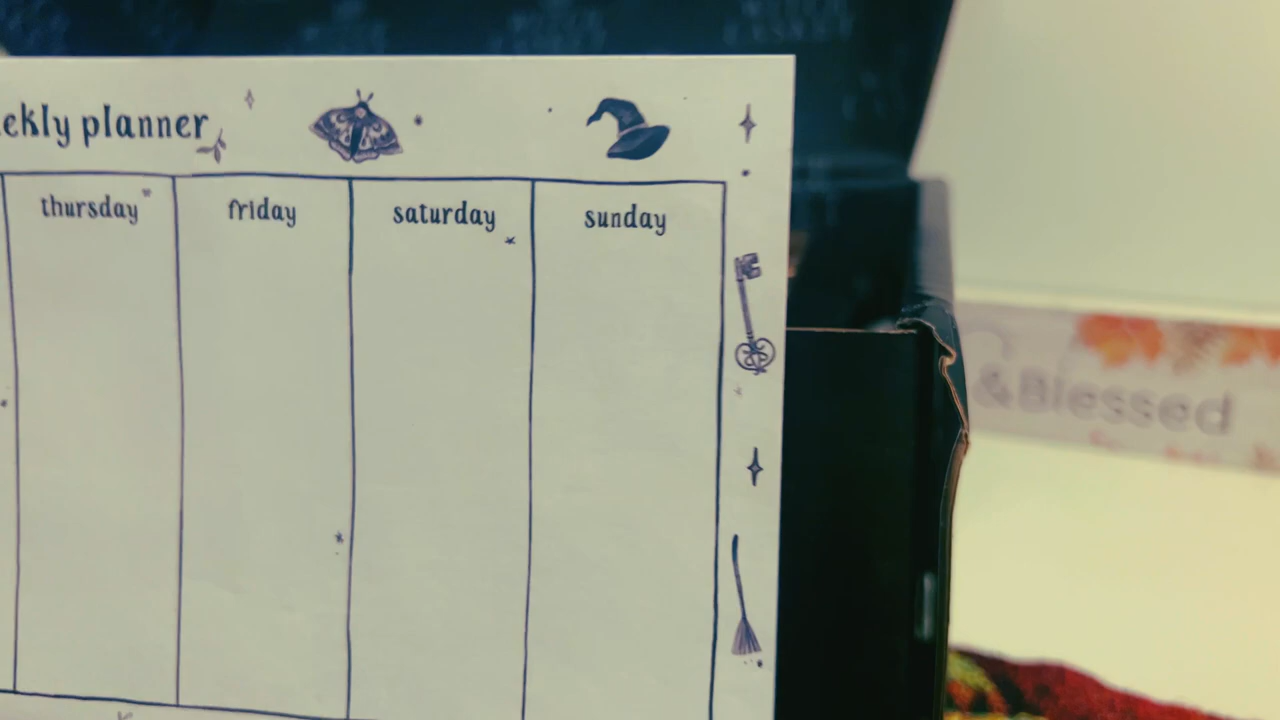 ekly planner
thursday
friday
saturday
sunday
&Blessed